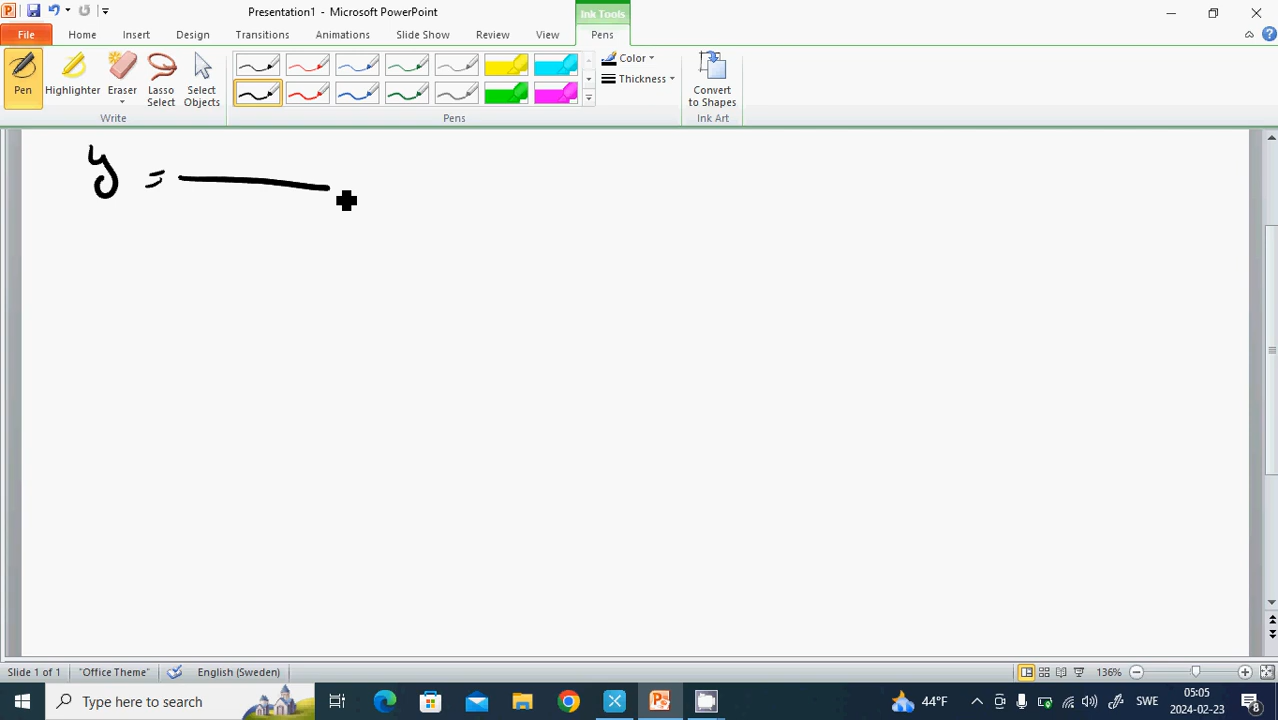 Presentation1 - Microsoft PowerPoint
Ink Tools
File Home Insert Design Transitions Animations Slide Show Review View Pens
Pen Highlighter Eraser Lasso Select Select Objects
Color
Thickness
Convert to Shapes
Write Pens Ink Art
y =
Slide 1 of 1 "Office Theme" English (Sweden) 136%
Type here to search 44°F SWE 05:05
2024-02-23 8